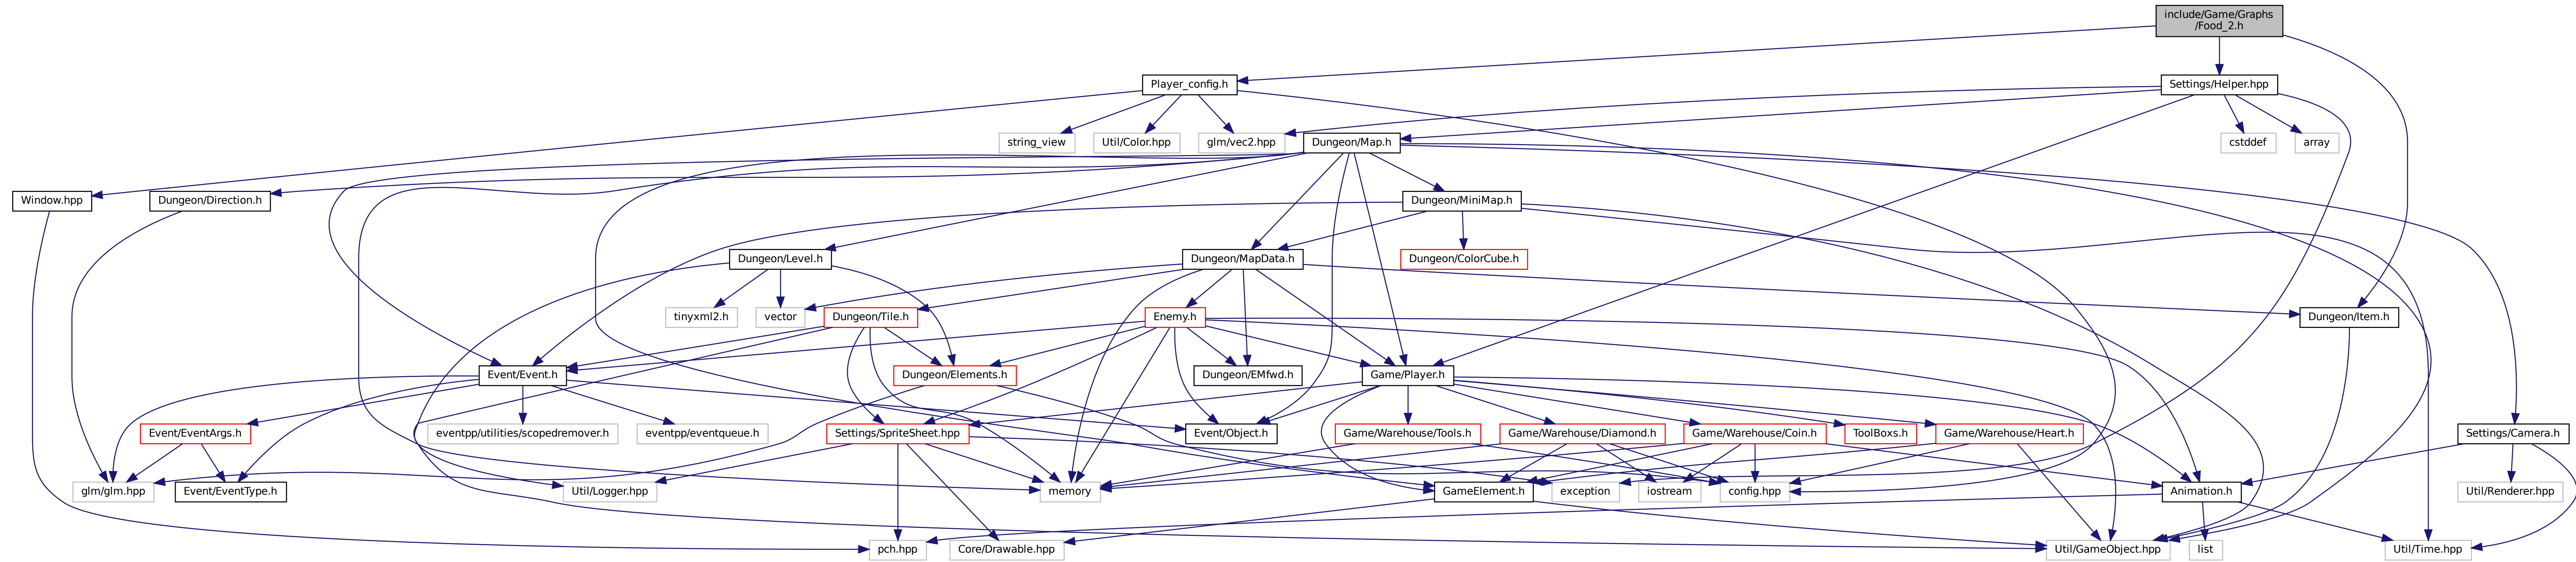 include/Game/Graphs
/Food_2.h
Player_config.h
Settings/Helper.hpp
string_view
Util/Color.hpp
glm/vec2.hpp
Dungeon/Map.h
cstddef
array
Window.hpp
Dungeon/Direction.h
Dungeon/MiniMap.h
Dungeon/Level.h
Dungeon/MapData.h
Dungeon/ColorCube.h
tinyxml2.h
vector
Dungeon/Tile.h
Enemy.h
Dungeon/Item.h
Event/Event.h
Dungeon/Elements.h
Dungeon/EMfwd.h
Game/Player.h
Event/EventArgs.h
eventpp/utilities/scopedremover.h
eventpp/eventqueue.h
Settings/SpriteSheet.hpp
Event/Object.h
Game/Warehouse/Tools.h
Game/Warehouse/Diamond.h
Game/Warehouse/Coin.h
ToolBoxs.h
Game/Warehouse/Heart.h
Settings/Camera.h
glm/glm.hpp
Event/EventType.h
Util/Logger.hpp
memory
GameElement.h
exception
iostream
config.hpp
Animation.h
Util/Renderer.hpp
pch.hpp
Core/Drawable.hpp
Util/GameObject.hpp
list
Util/Time.hpp